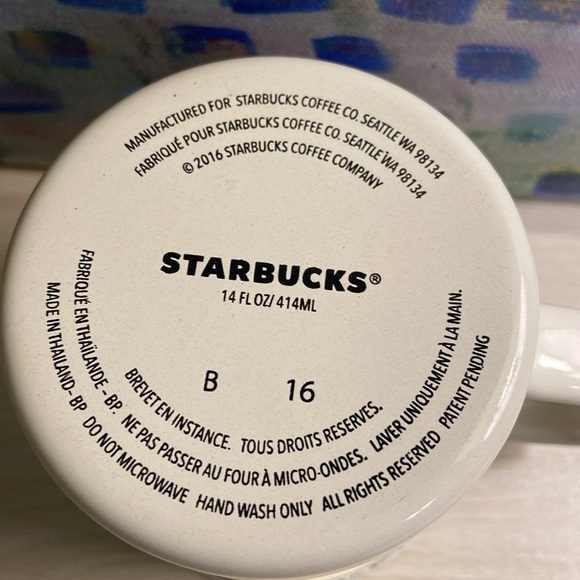 MANUFACTURED FOR STARBUCKS COFFEE CO. SEATTLE WA 98134
FABRIQUÉ POUR STARBUCKS COFFEE CO. SEATTLE WA 98134
© 2016 STARBUCKS COFFEE COMPANY
STARBUCKS®
14 FL OZ/ 414ML
B 16
BREVET EN INSTANCE. TOUS DROITS RESERVES.
FABRIQUÉ EN THAÏLANDE – BP. NE PAS PASSER AU FOUR À MICRO-ONDES. LAVER UNIQUEMENT À LA MAIN.
MADE IN THAILAND – BP DO NOT MICROWAVE HAND WASH ONLY ALL RIGHTS RESERVED PATENT PENDING